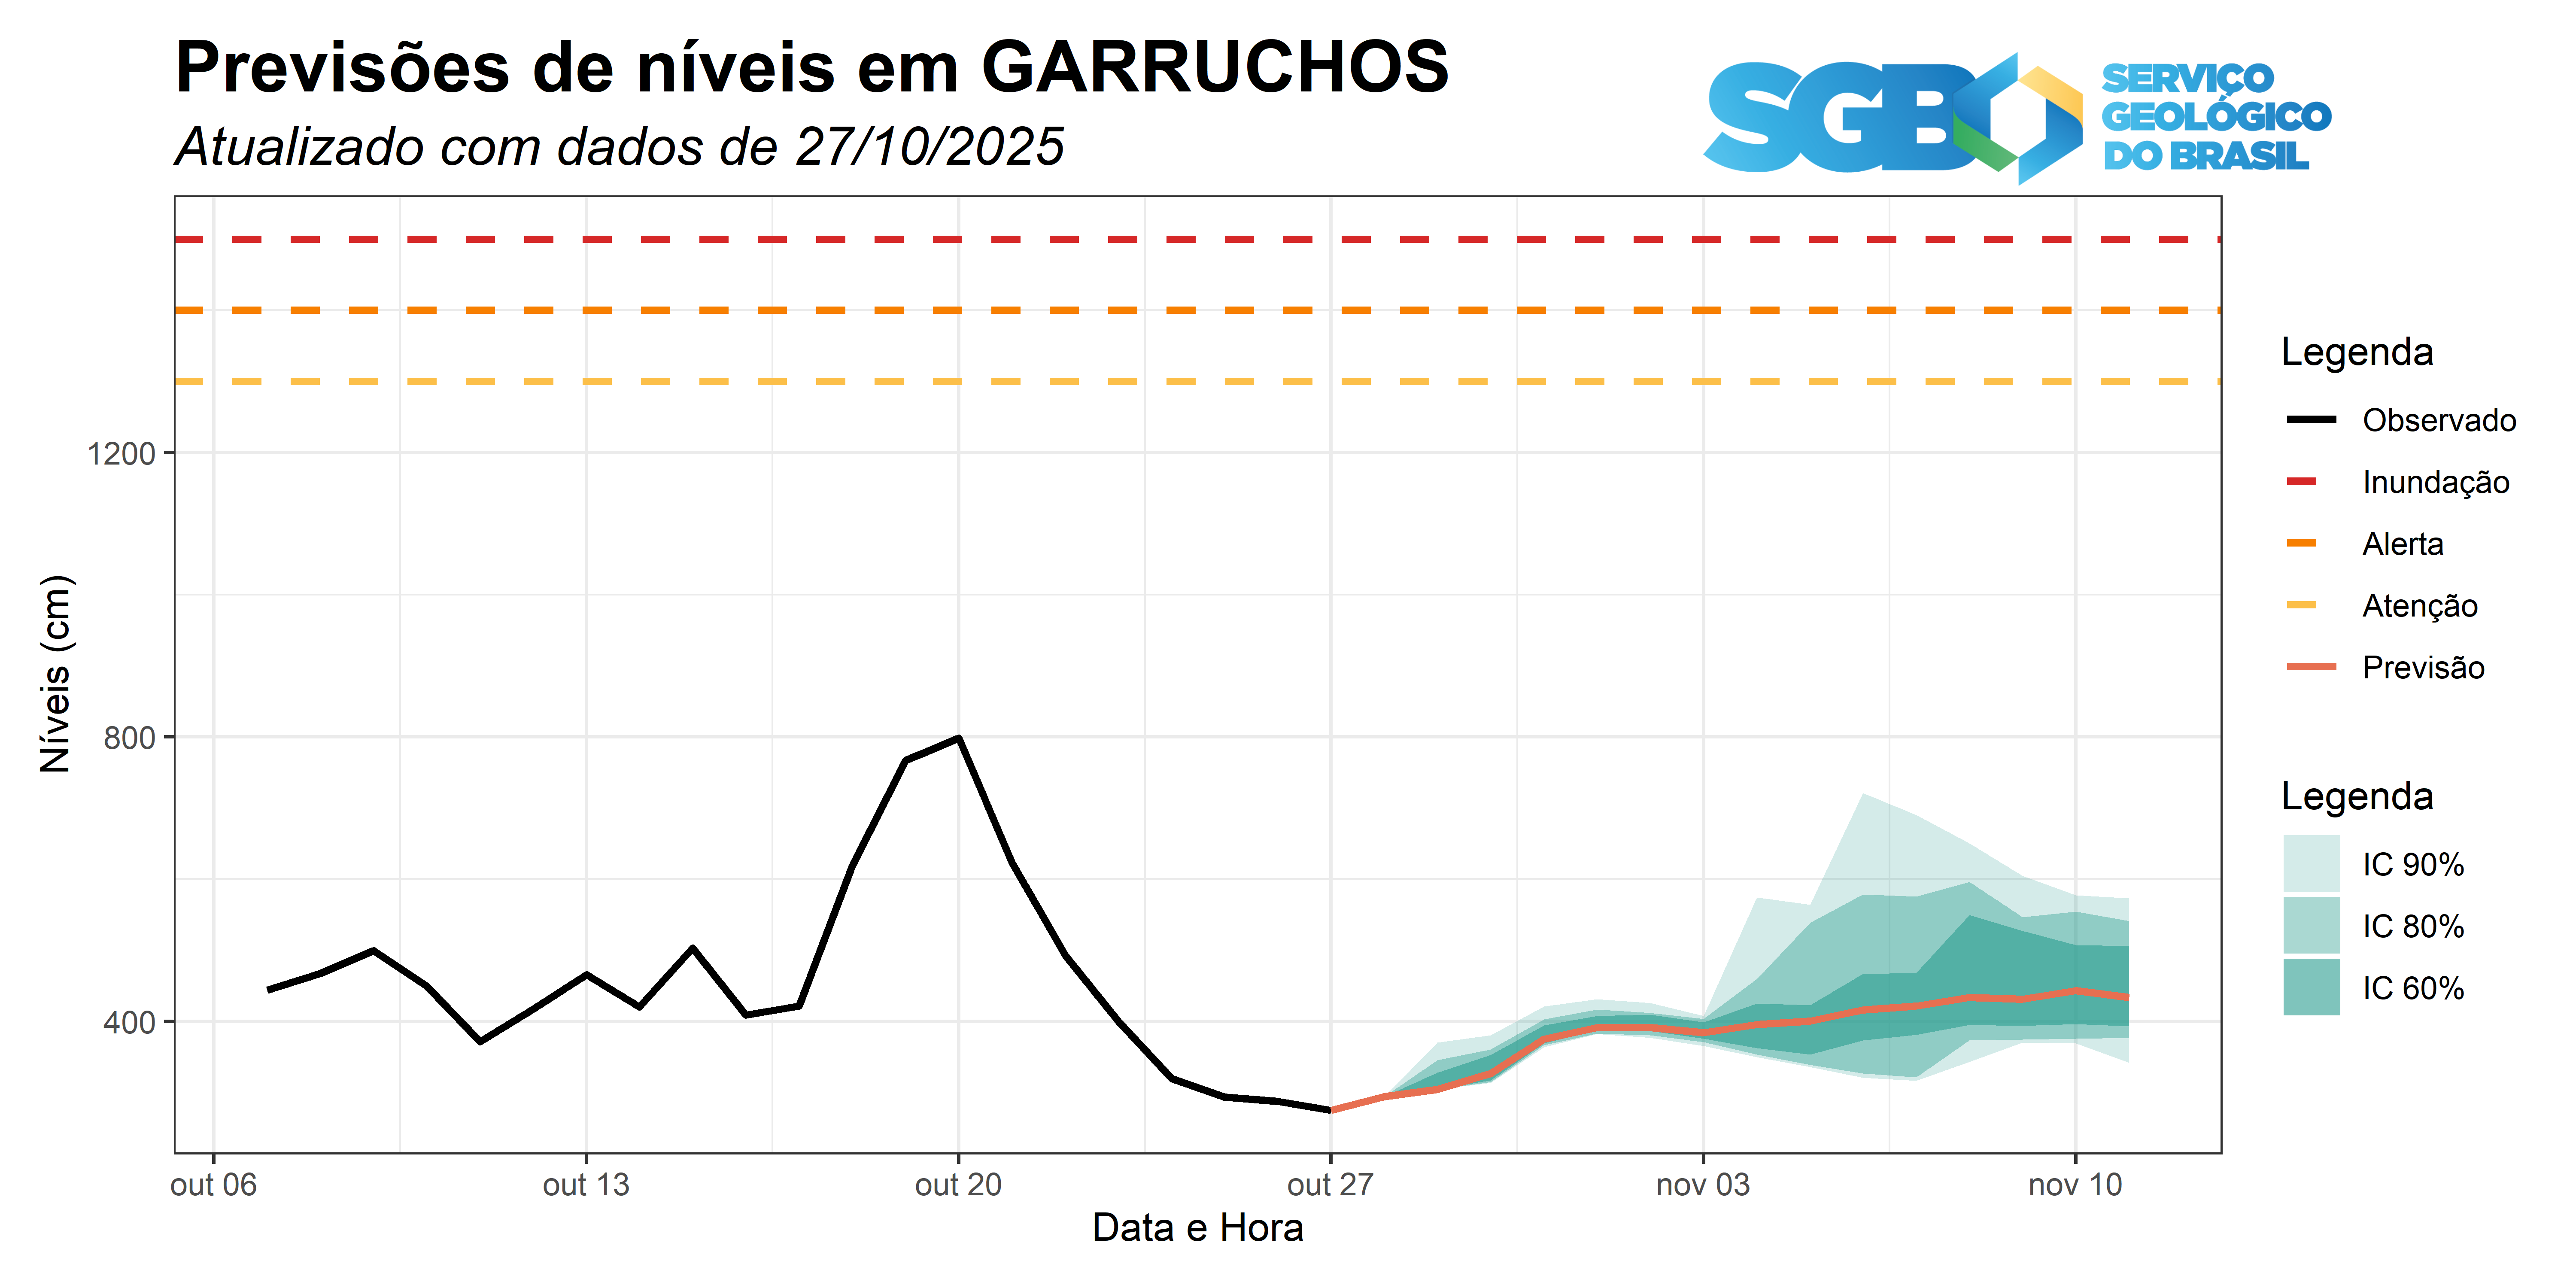 Previsões de níveis em GARRUCHOS
Atualizado com dados de 27/10/2025
SGB
SERVIÇO
GEOLÓGICO
DO BRASIL
Níveis (cm)
1200
800
400
out 06
out 13
out 20
out 27
nov 03
nov 10
Data e Hora
Legenda
Observado
Inundação
Alerta
Atenção
Previsão
Legenda
IC 90%
IC 80%
IC 60%